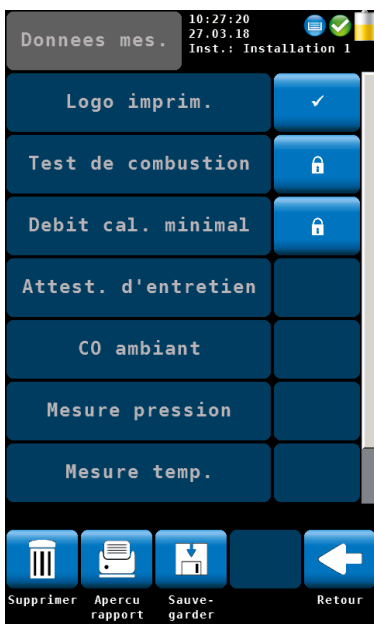 Donnees mes.
10:27:20
27.03.18
Inst.: Installation 1
Logo imprim.
Test de combustion
Debit cal. minimal
Attest. d'entretien
CO ambiant
Mesure pression
Mesure temp.
Supprimer
Apercu
rapport
Sauve-
garder
Retour